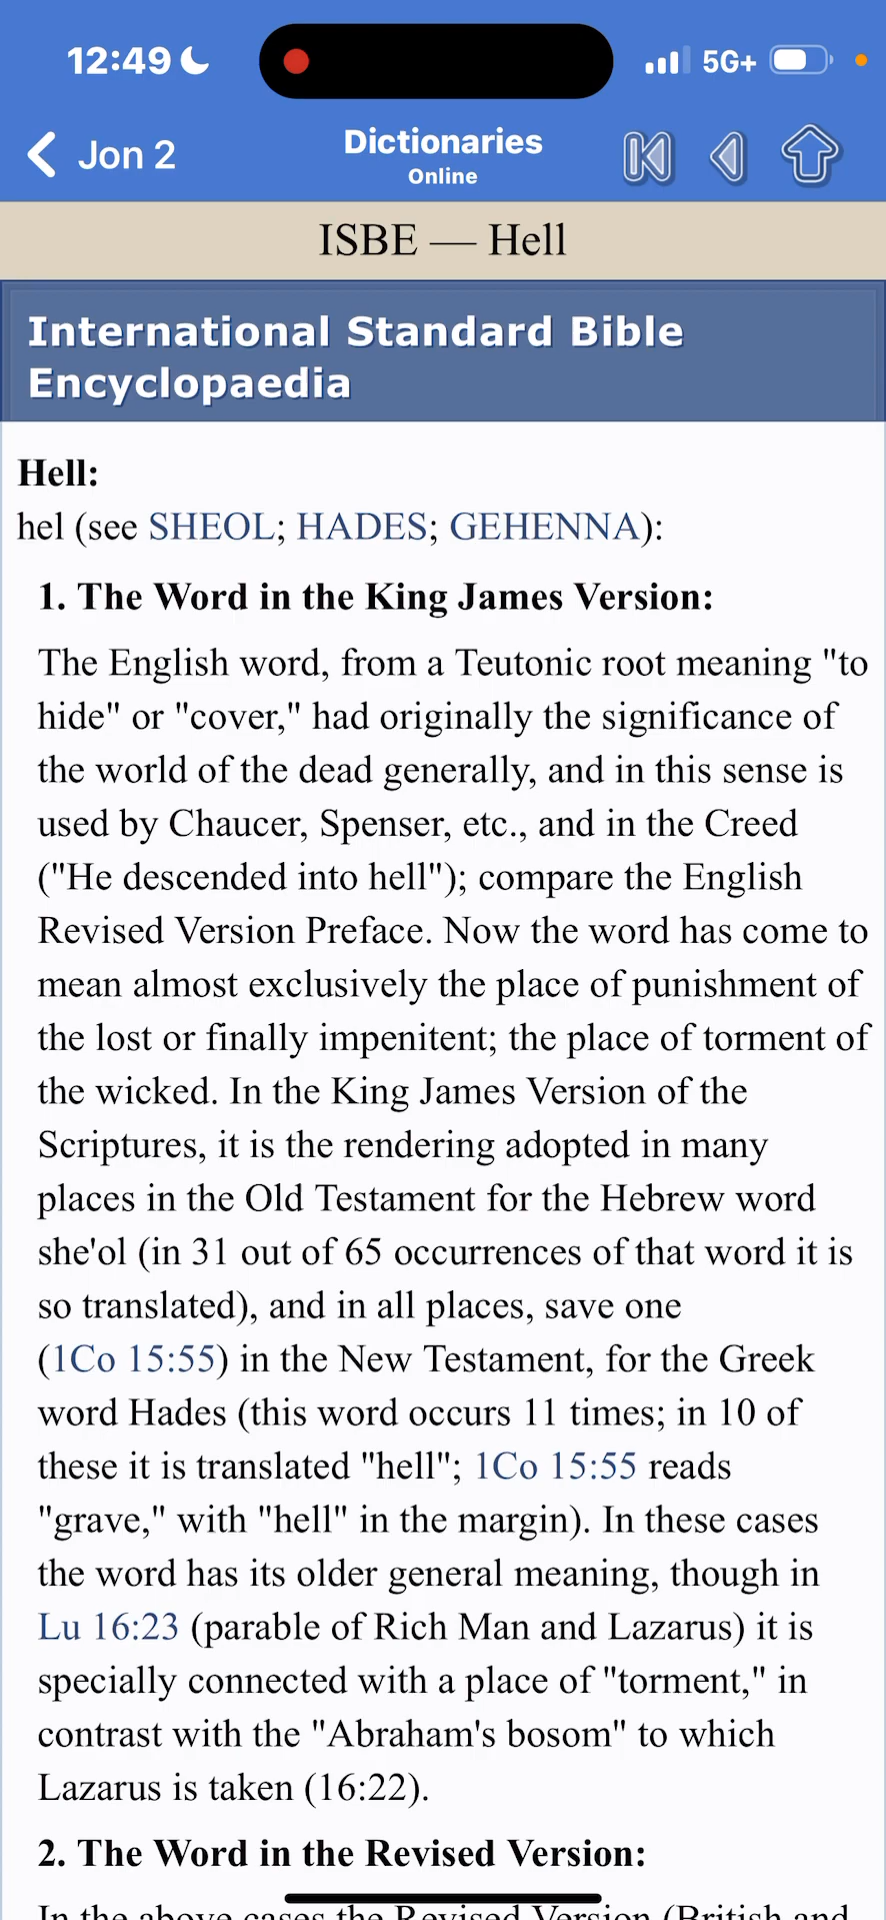 12:49
5G+
Jon 2
Dictionaries
Online
ISBE — Hell
International Standard Bible
Encyclopaedia
Hell:
hel (see SHEOL; HADES; GEHENNA):
1. The Word in the King James Version:
The English word, from a Teutonic root meaning "to
hide" or "cover," had originally the significance of
the world of the dead generally, and in this sense is
used by Chaucer, Spenser, etc., and in the Creed
("He descended into hell"); compare the English
Revised Version Preface. Now the word has come to
mean almost exclusively the place of punishment of
the lost or finally impenitent; the place of torment of
the wicked. In the King James Version of the
Scriptures, it is the rendering adopted in many
places in the Old Testament for the Hebrew word
she'ol (in 31 out of 65 occurrences of that word it is
so translated), and in all places, save one
(1Co 15:55) in the New Testament, for the Greek
word Hades (this word occurs 11 times; in 10 of
these it is translated "hell"; 1Co 15:55 reads
"grave," with "hell" in the margin). In these cases
the word has its older general meaning, though in
Lu 16:23 (parable of Rich Man and Lazarus) it is
specially connected with a place of "torment," in
contrast with the "Abraham's bosom" to which
Lazarus is taken (16:22).
2. The Word in the Revised Version:
In the above cases the Revised Version (British and